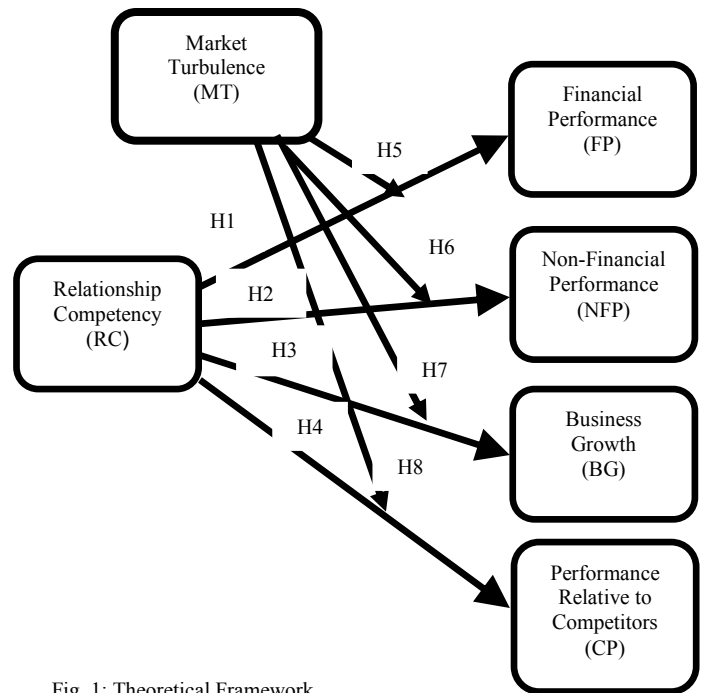 Market
Turbulence
(MT)
Financial
Performance
(FP)
H5
H1
H6
Non-Financial
Performance
(NFP)
Relationship
Competency
(RC)
H2
H3
H7
H4
H8
Business
Growth
(BG)
Performance
Relative to
Competitors
(CP)
Fig. 1: Theoretical Framework